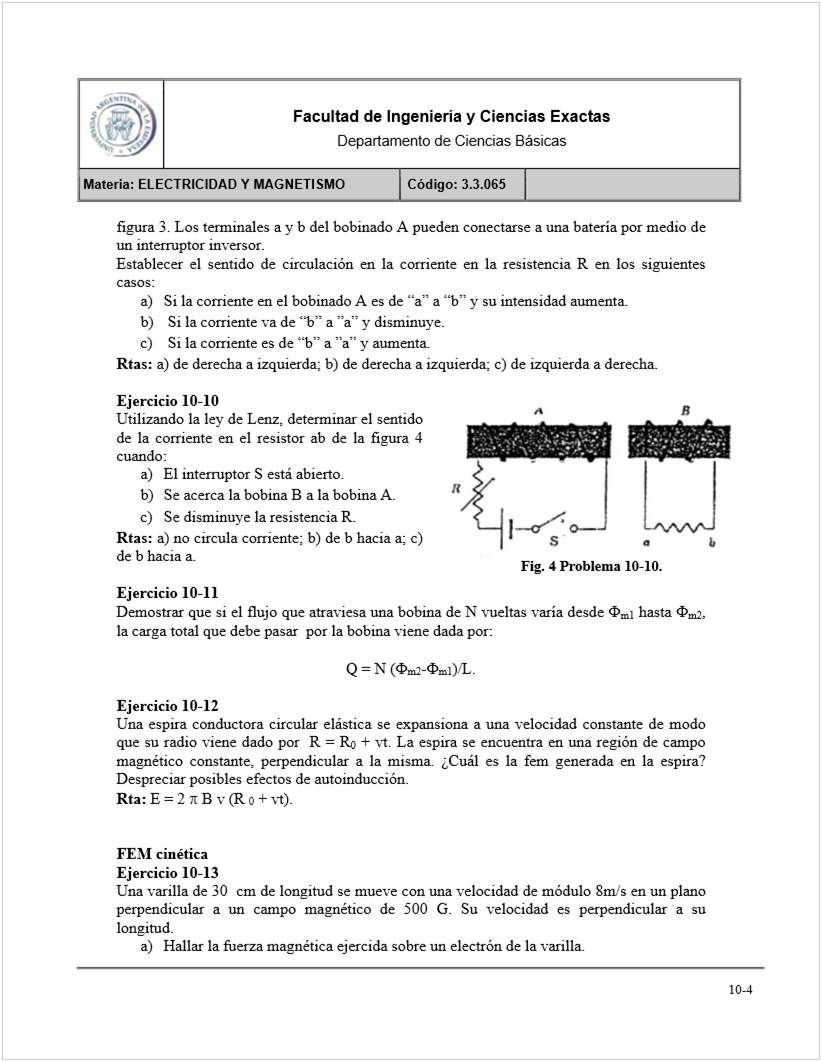 Facultad de Ingeniería y Ciencias Exactas
Departamento de Ciencias Básicas
Materia: ELECTRICIDAD Y MAGNETISMO
Código: 3.3.065
figura 3. Los terminales a y b del bobinado A pueden conectarse a una batería por medio de
un interruptor inversor.
Establecer el sentido de circulación en la corriente en la resistencia R en los siguientes
casos:
a) Si la corriente en el bobinado A es de “a” a “b” y su intensidad aumenta.
b) Si la corriente va de “b” a ”a” y disminuye.
c) Si la corriente es de “b” a ”a” y aumenta.
Rtas: a) de derecha a izquierda; b) de derecha a izquierda; c) de izquierda a derecha.
Ejercicio 10-10
Utilizando la ley de Lenz, determinar el sentido
de la corriente en el resistor ab de la figura 4
cuando:
a) El interruptor S está abierto.
b) Se acerca la bobina B a la bobina A.
c) Se disminuye la resistencia R.
Rtas: a) no circula corriente; b) de b hacia a; c)
de b hacia a.
A
B
R
S
a
b
Fig. 4 Problema 10-10.
Ejercicio 10-11
Demostrar que si el flujo que atraviesa una bobina de N vueltas varía desde Φm1 hasta Φm2,
la carga total que debe pasar por la bobina viene dada por:
Q = N (Φm2-Φm1)/L.
Ejercicio 10-12
Una espira conductora circular elástica se expansiona a una velocidad constante de modo
que su radio viene dado por R = R0 + vt. La espira se encuentra en una región de campo
magnético constante, perpendicular a la misma. ¿Cuál es la fem generada en la espira?
Despreciar posibles efectos de autoinducción.
Rta: E = 2 π B v (R 0 + vt).
FEM cinética
Ejercicio 10-13
Una varilla de 30 cm de longitud se mueve con una velocidad de módulo 8m/s en un plano
perpendicular a un campo magnético de 500 G. Su velocidad es perpendicular a su
longitud.
a) Hallar la fuerza magnética ejercida sobre un electrón de la varilla.
10-4